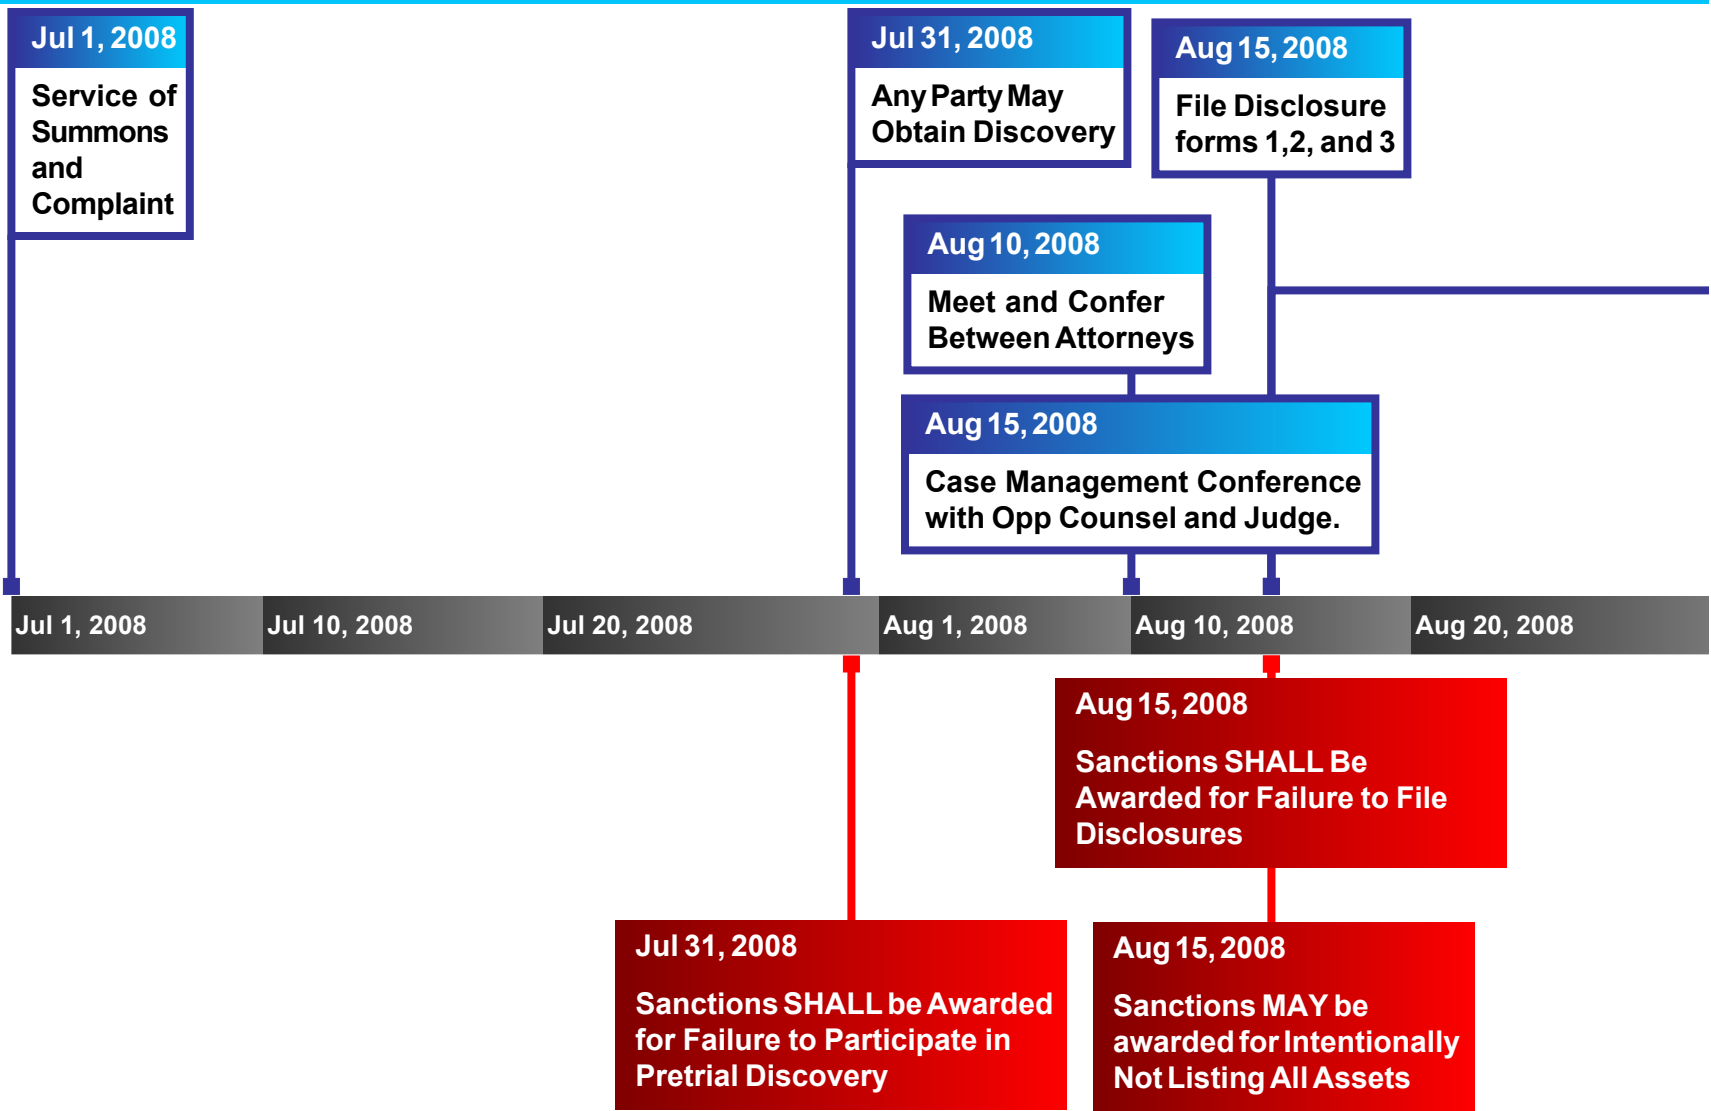 Jul 1, 2008
Service of
Summons
and
Complaint
Jul 31, 2008
Any Party May
Obtain Discovery
Aug 15, 2008
File Disclosure
forms 1,2, and 3
Aug 10, 2008
Meet and Confer
Between Attorneys
Aug 15, 2008
Case Management Conference
with Opp Counsel and Judge.
Jul 1, 2008 Jul 10, 2008 Jul 20, 2008 Aug 1, 2008 Aug 10, 2008 Aug 20, 2008
Aug 15, 2008
Sanctions SHALL Be
Awarded for Failure to File
Disclosures
Jul 31, 2008
Sanctions SHALL be Awarded
for Failure to Participate in
Pretrial Discovery
Aug 15, 2008
Sanctions MAY be
awarded for Intentionally
Not Listing All Assets